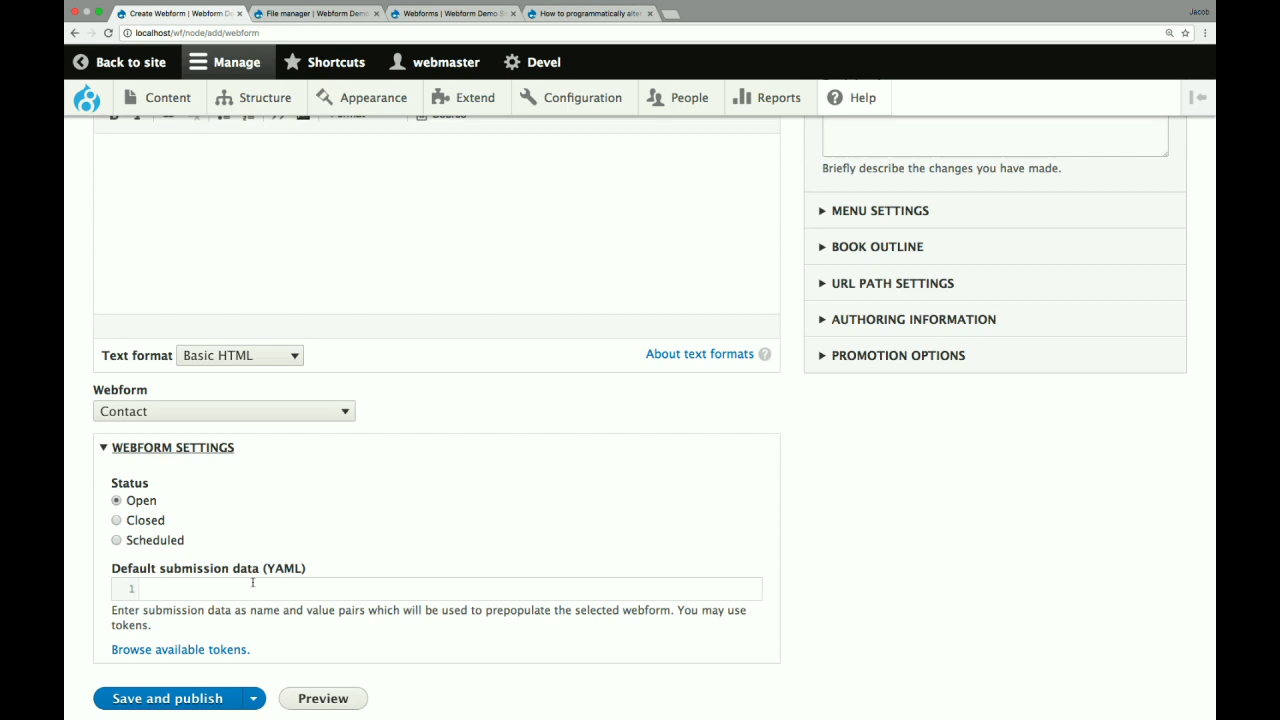 Create Webform | Webform De
File manager | Webform Demo
Webforms | Webform Demo Si
How to programmatically alte
Jacob
localhost/wf/node/add/webform
Back to site
Manage
Shortcuts
webmaster
Devel
Content
Structure
Appearance
Extend
Configuration
People
Reports
Help
Briefly describe the changes you have made.
MENU SETTINGS
BOOK OUTLINE
URL PATH SETTINGS
AUTHORING INFORMATION
PROMOTION OPTIONS
Text format
Basic HTML
About text formats
?
Webform
Contact
WEBFORM SETTINGS
Status
Open
Closed
Scheduled
Default submission data (YAML)
1
Enter submission data as name and value pairs which will be used to prepopulate the selected webform. You may use
tokens.
Browse available tokens.
Save and publish
Preview